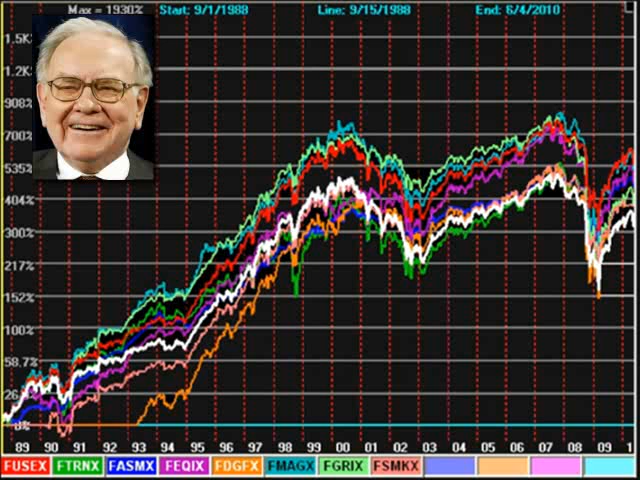 Max = 1930% Start: 9/1/1988 Line: 9/15/1988 End: 6/4/2010
1.5K
1.2K
908%
700%
535%
404%
300%
217%
152%
100%
58.7%
26
89 90 91 92 93 94 95 96 97 98 99 00 01 02 03 04 05 06 07 08 09 1
FUSEX FTRNX FASMX FEQIX FDGFX FMAGX FGRIX FSMKX